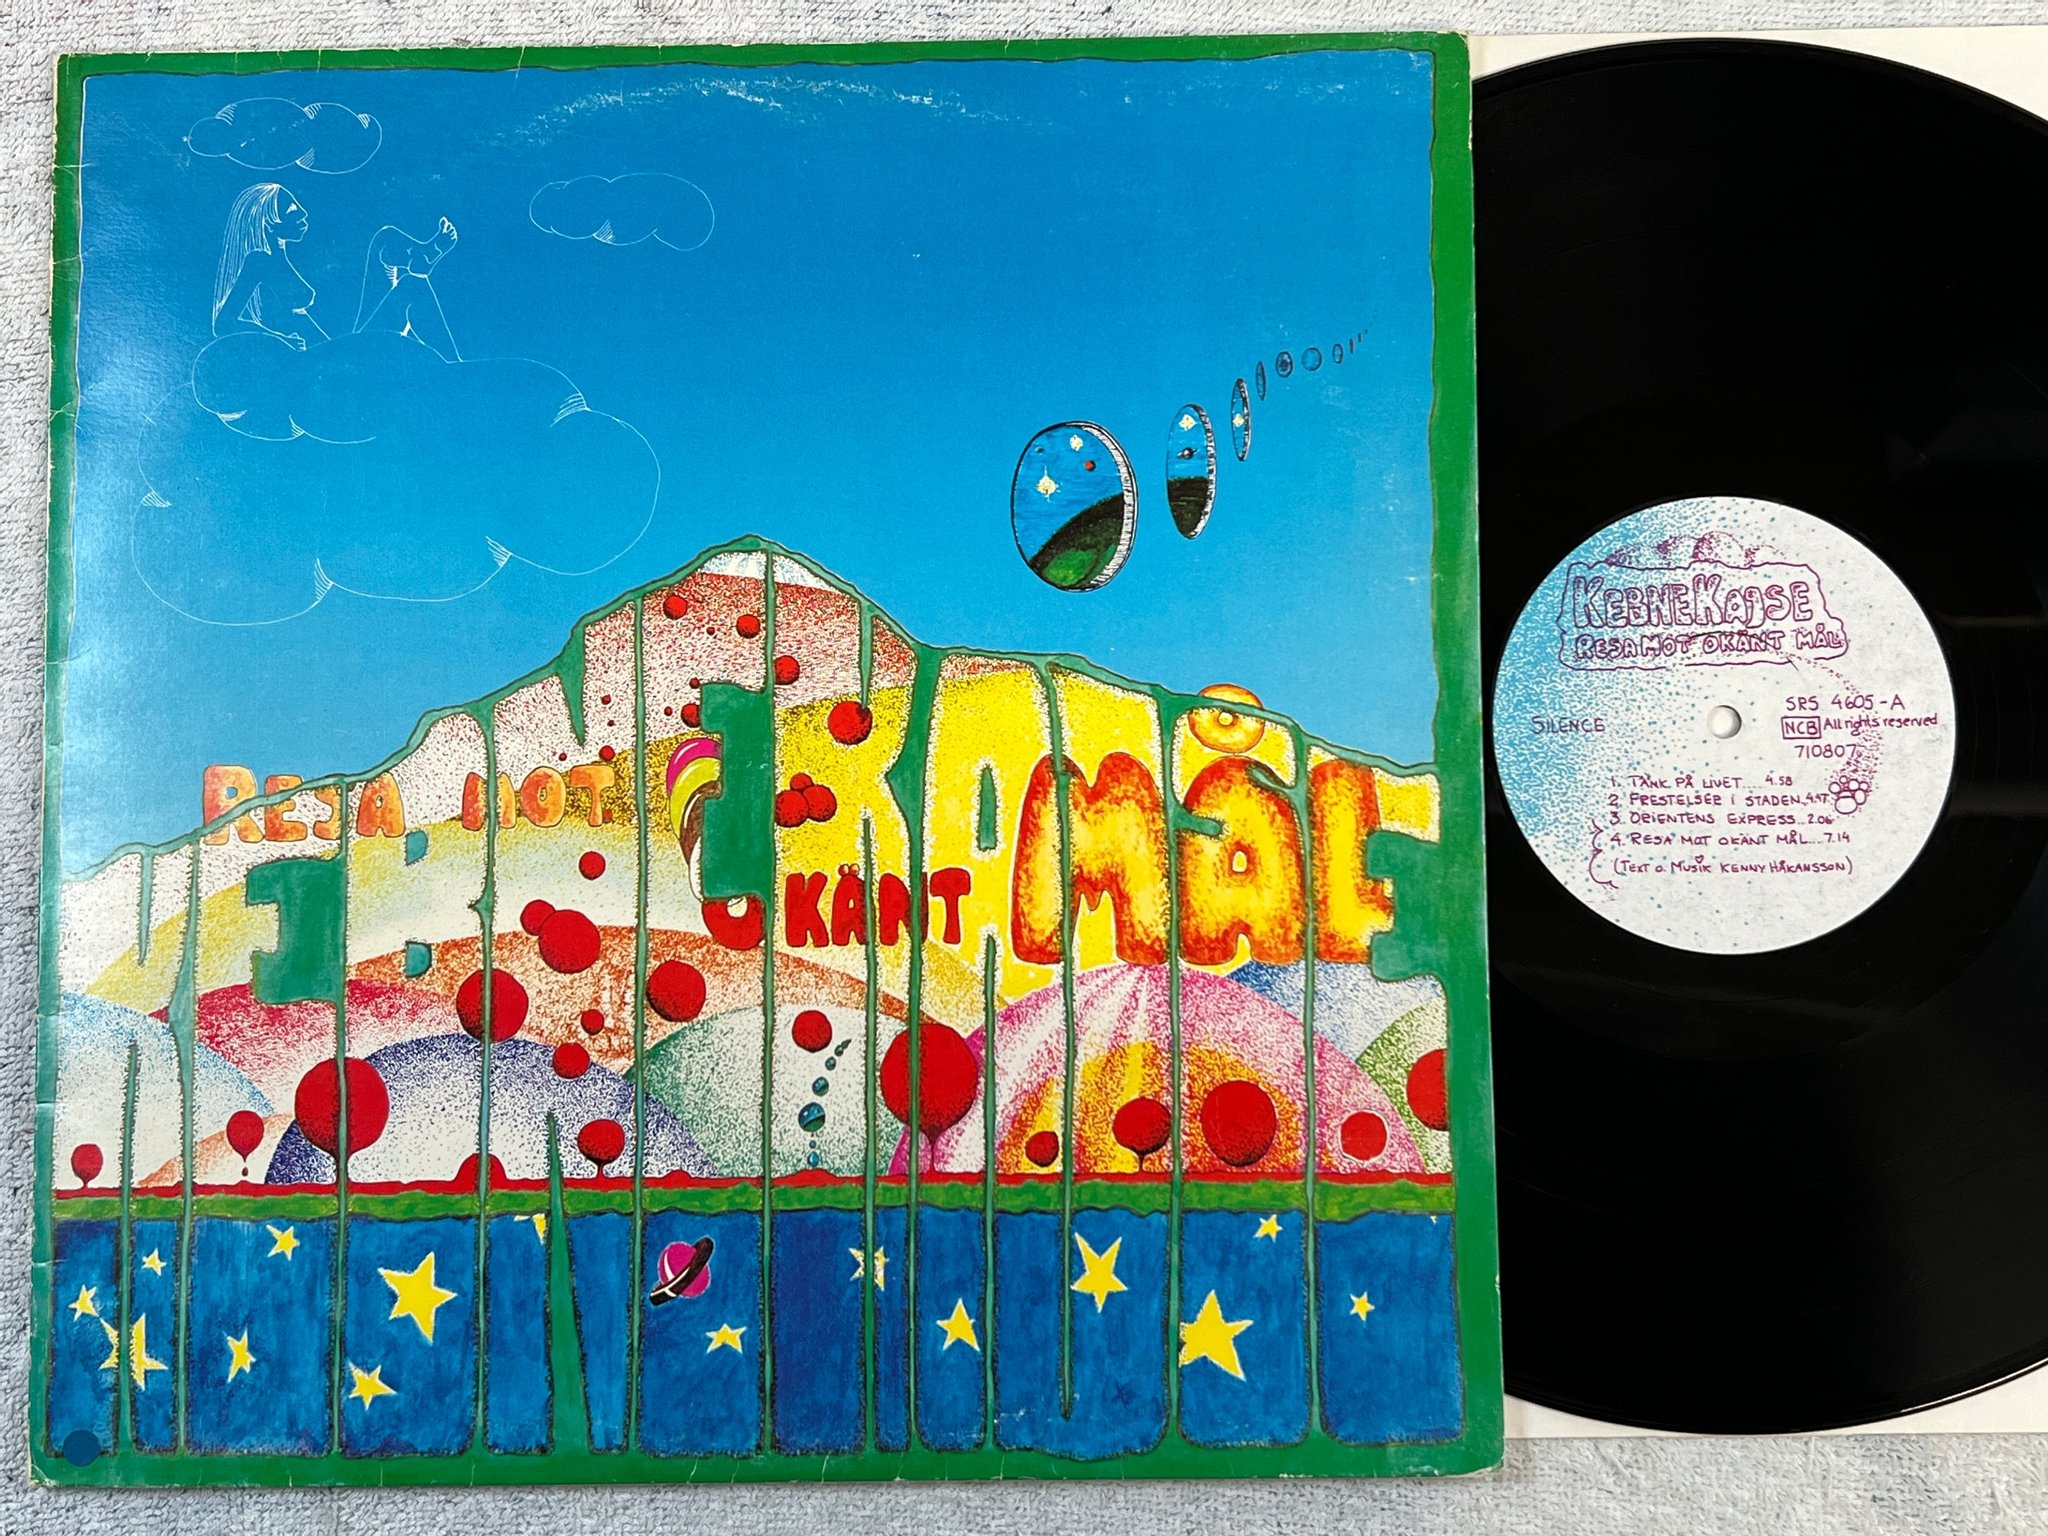 RESA MOT
OKÄNT MÅL
KEBNEKAJSE
KEBNEKAJSE
RESA MOT OKÄNT MÅL
SILENCE
SRS 4605-A
NCB All rights reserved
710807
1. TÄNK PÅ LIVET....4.58
2. FRESTELSER I STADEN.4.47
3. ORIENTENS EXPRESS...2.06
4. RESA MOT OKÄNT MÅL....7.14
(TEXT O. MUSIK KENNY HÅKANSSON)